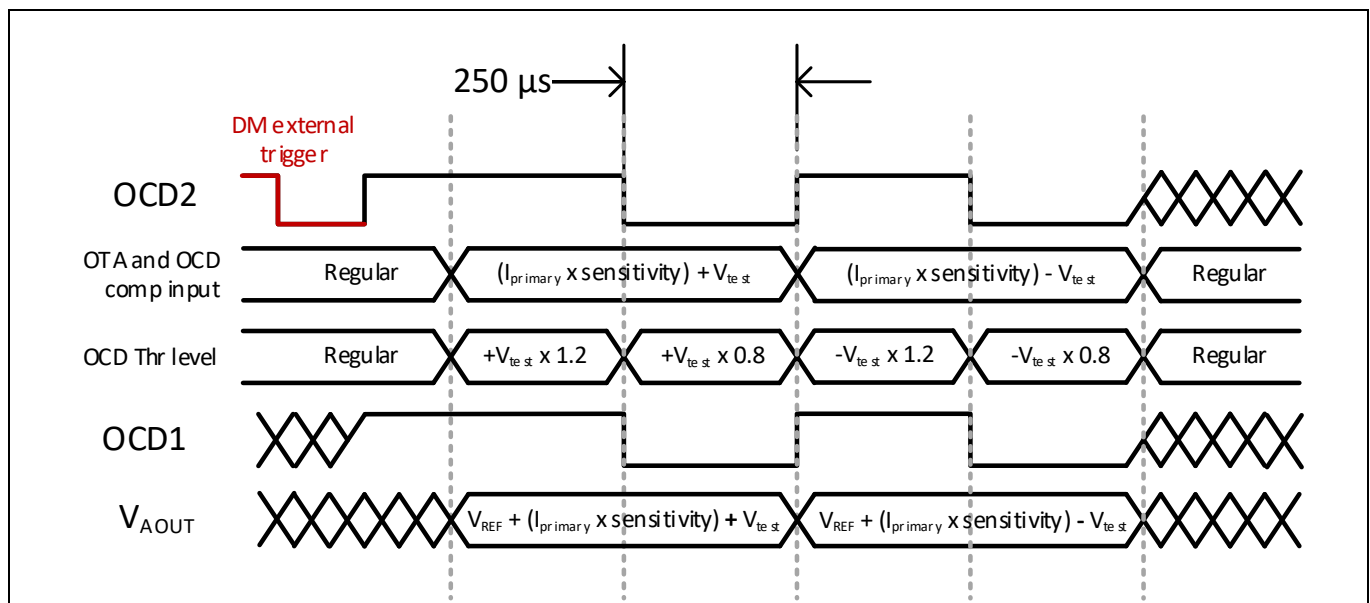 250 µs
DM external
trigger
OCD2
OTA and OCD
comp input
Regular
(Iprimary x sensitivity) + Vtest
(Iprimary x sensitivity) - Vtest
Regular
OCD Thr level
Regular
+Vtest x 1.2
+Vtest x 0.8
-Vtest x 1.2
-Vtest x 0.8
Regular
OCD1
VAOUT
VREF + (Iprimary x sensitivity) + Vtest
VREF + (Iprimary x sensitivity) - Vtest